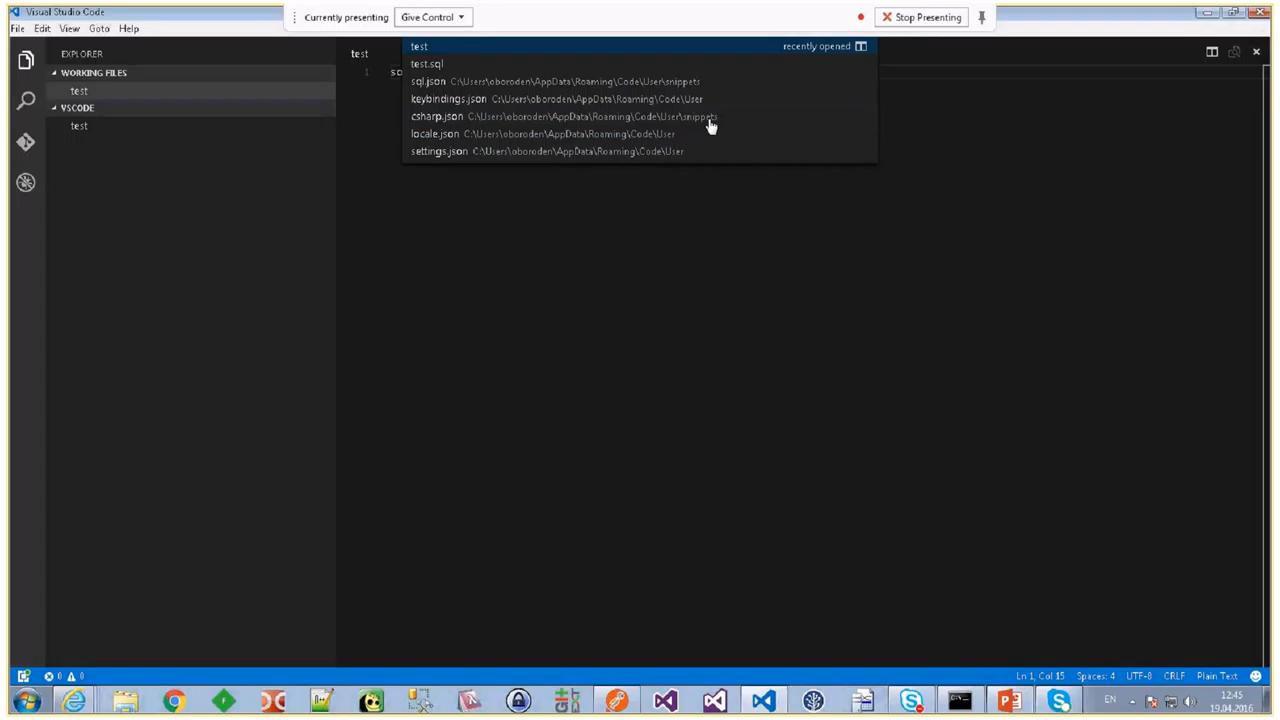 Visual Studio Code
Currently presenting
Give Control
Stop Presenting
File Edit View Goto Help
EXPLORER
WORKING FILES
test
VSCODE
test
test
1 so
test recently opened
test.sql
sql.json C:\Users\oboroden\AppData\Roaming\Code\User\snippets
keybindings.json C:\Users\oboroden\AppData\Roaming\Code\User
csharp.json C:\Users\oboroden\AppData\Roaming\Code\User\snippets
locale.json C:\Users\oboroden\AppData\Roaming\Code\User
settings.json C:\Users\oboroden\AppData\Roaming\Code\User
0 0
Ln 1, Col 15 Spaces: 4 UTF-8 CRLF Plain Text
EN
12:45
19.04.2016